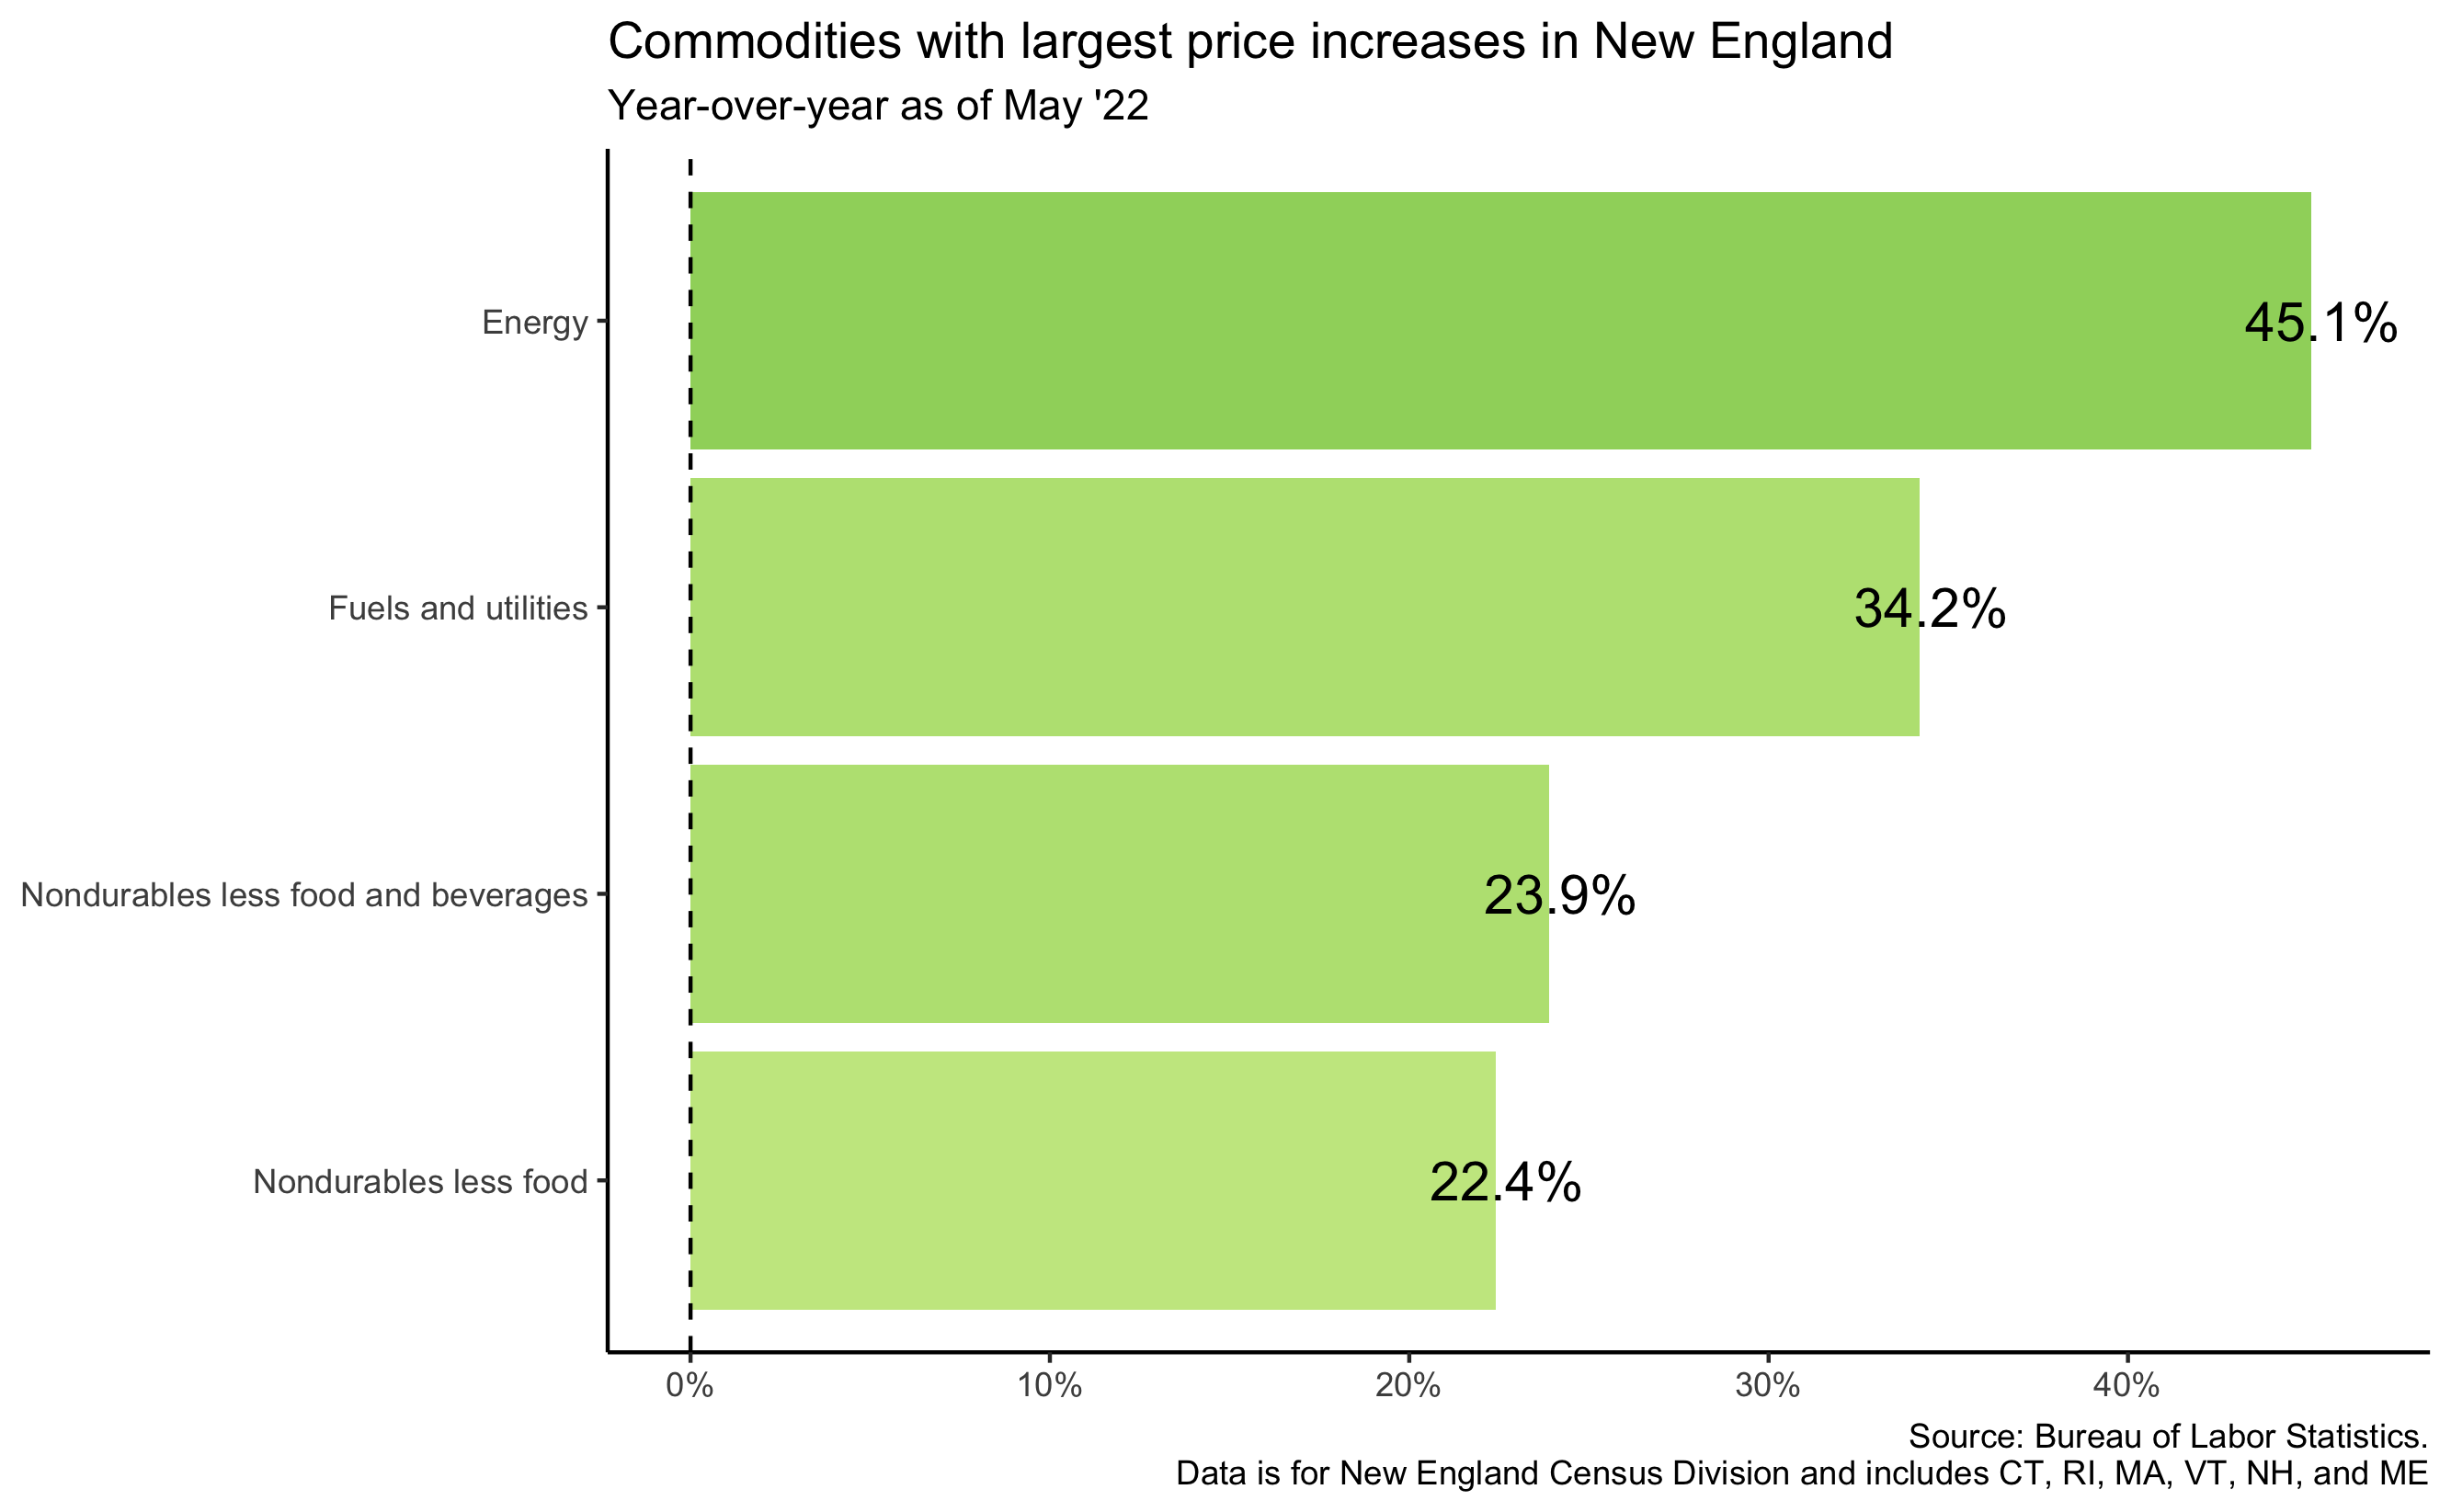 Commodities with largest price increases in New England
Year-over-year as of May '22
Energy
45.1%
Fuels and utilities
34.2%
Nondurables less food and beverages
23.9%
Nondurables less food
22.4%
0%
10%
20%
30%
40%
Source: Bureau of Labor Statistics.
Data is for New England Census Division and includes CT, RI, MA, VT, NH, and ME